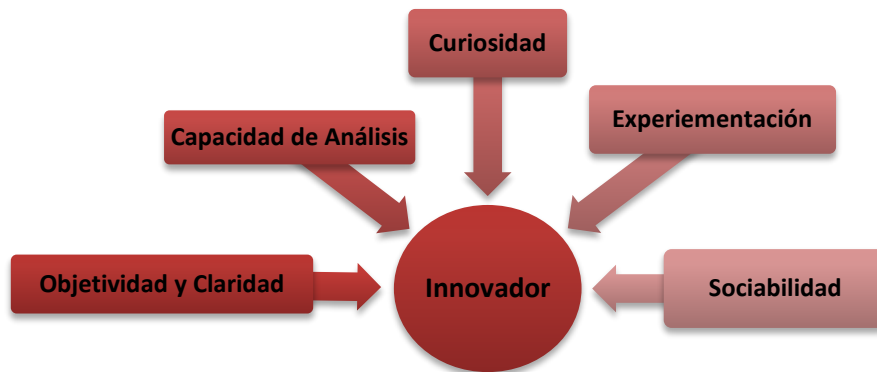 Curiosidad
Experiementación
Capacidad de Análisis
Objetividad y Claridad
Innovador
Sociabilidad